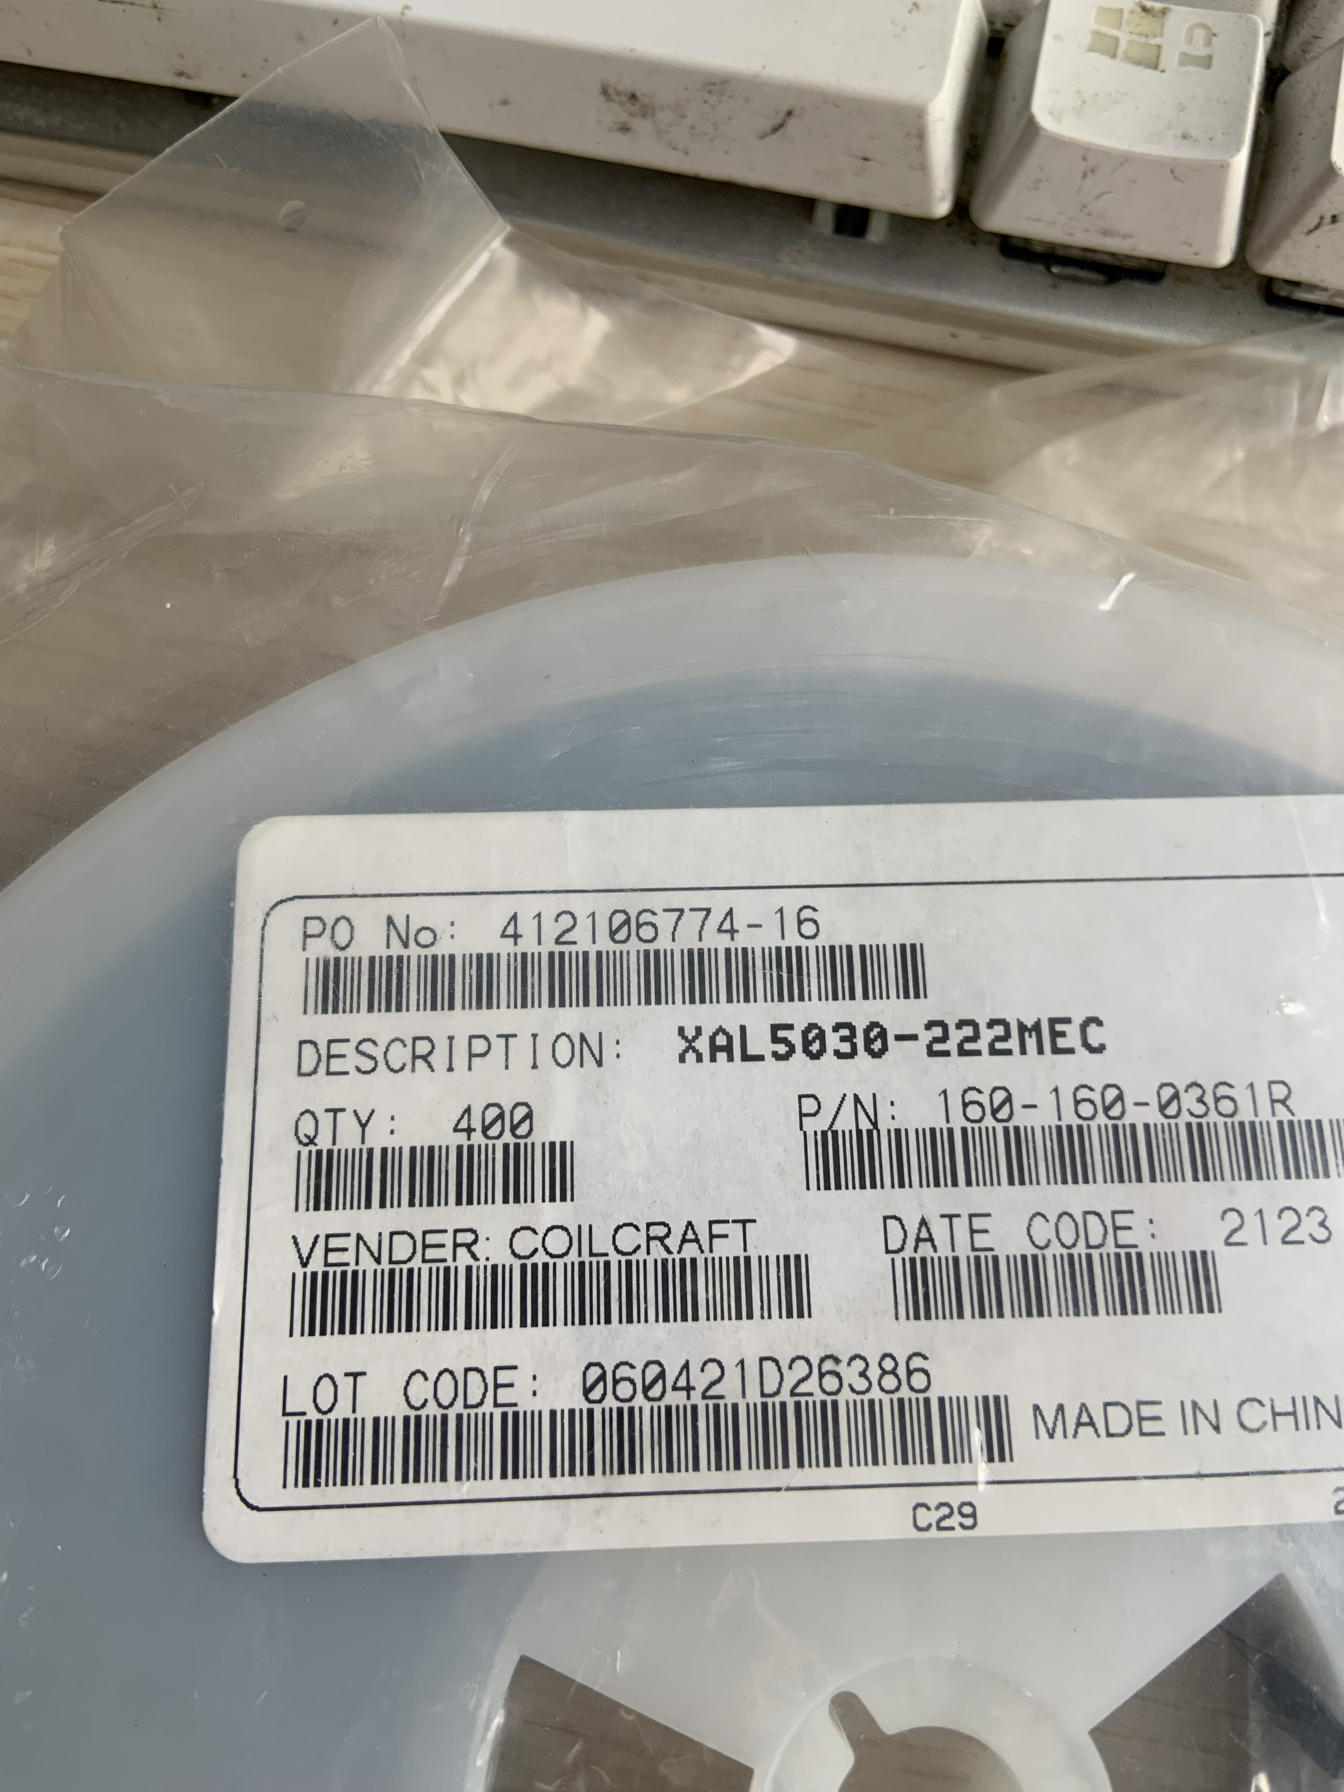 PO No: 412106774-16
DESCRIPTION: XAL5030-222MEC
QTY: 400 P/N: 160-160-0361R
VENDER: COILCRAFT DATE CODE: 2123
LOT CODE: 060421D26386
MADE IN CHIN
C29 2